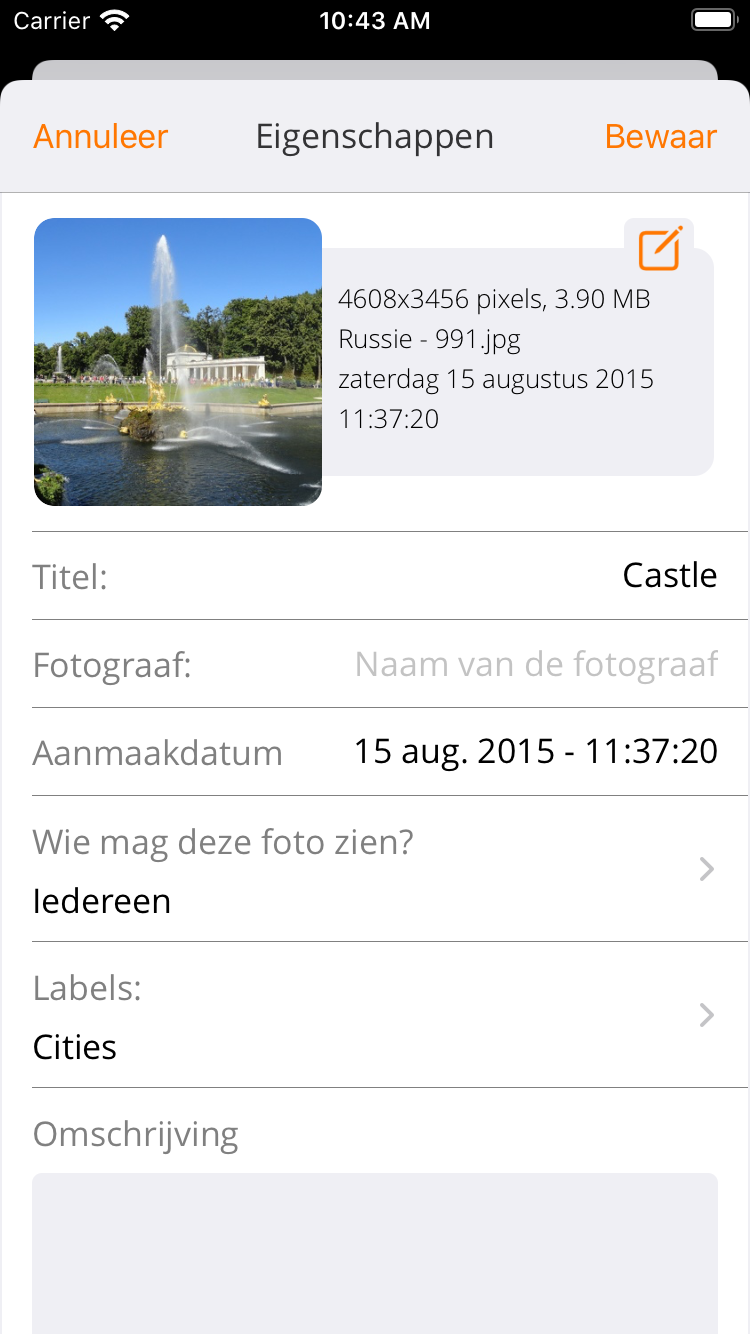 Carrier 10:43 AM
Annuleer Eigenschappen Bewaar
4608x3456 pixels, 3.90 MB
Russie - 991.jpg
zaterdag 15 augustus 2015
11:37:20
Titel: Castle
Fotograaf: Naam van de fotograaf
Aanmaakdatum 15 aug. 2015 - 11:37:20
Wie mag deze foto zien?
Iedereen
Labels:
Cities
Omschrijving